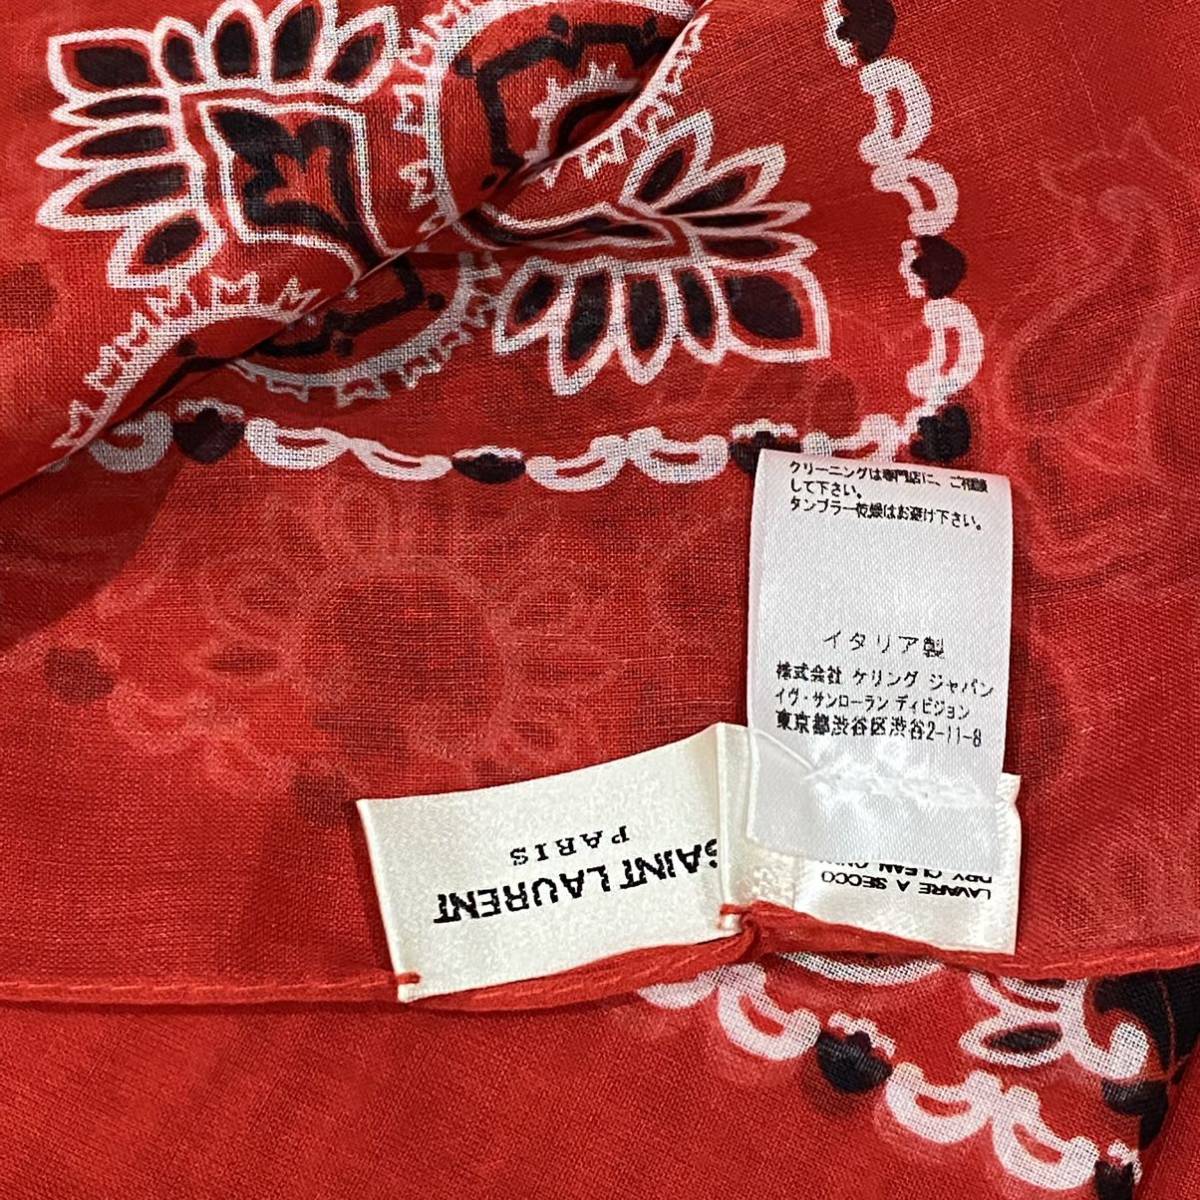 クリーニングは専門店に、ご相談
して下さい。
タンブラー乾燥はお避け下さい。
イタリア製
株式会社 ケリング ジャパン
イヴ・サンローラン ディビジョン
東京都渋谷区渋谷2-11-8
SAINT LAURENT
PARIS
LAVARE A SECCO
DRY CLEAN ONLY